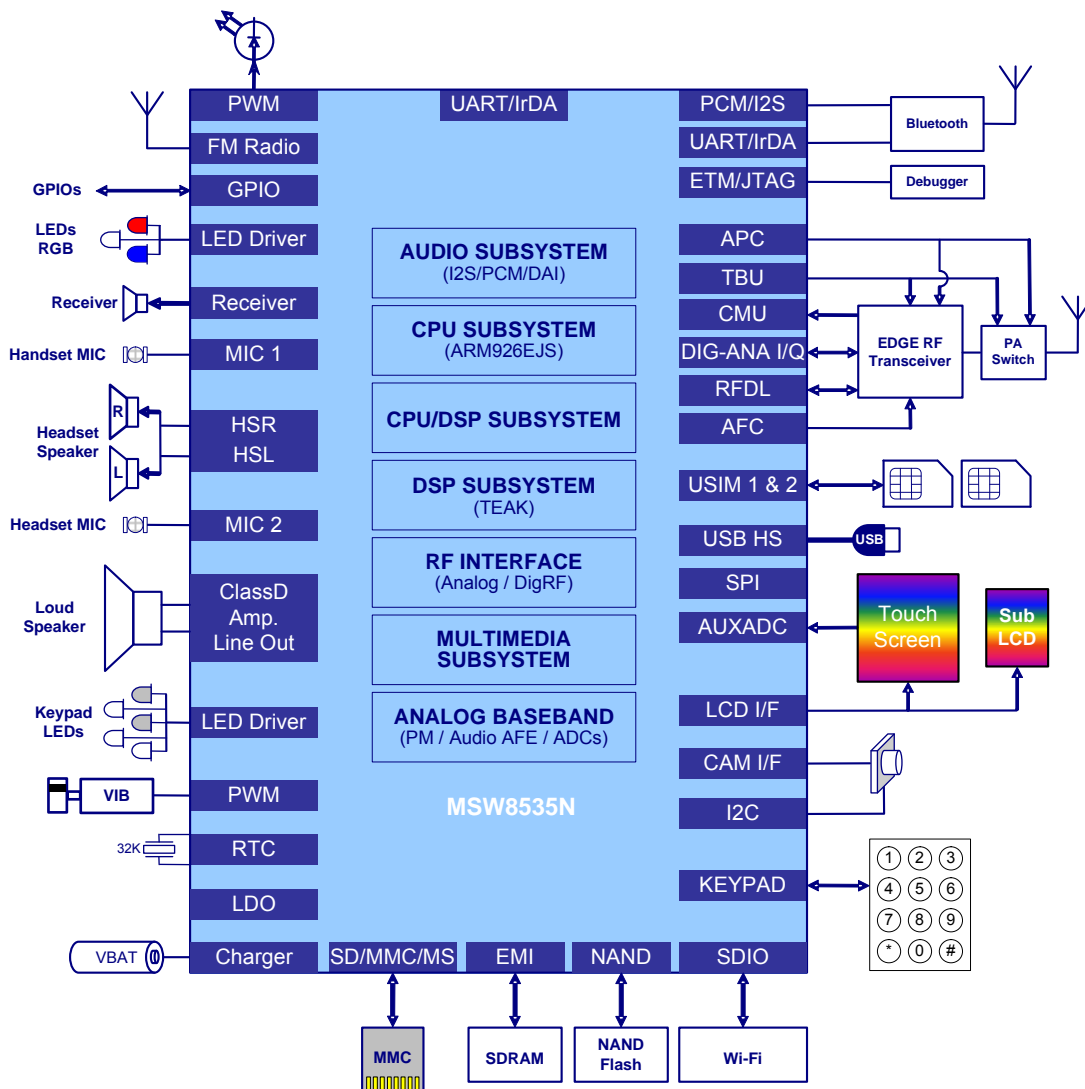 PWM
UART/IrDA
PCM/I2S
Bluetooth
FM Radio
UART/IrDA
GPIOs
GPIO
ETM/JTAG
Debugger
LEDs
RGB
LED Driver
AUDIO SUBSYSTEM
(I2S/PCM/DAI)
APC
TBU
Receiver
Receiver
CPU SUBSYSTEM
(ARM926EJS)
CMU
EDGE RF
Transceiver
PA
Switch
Handset MIC
MIC 1
DIG-ANA I/Q
RFDL
R
Headset
Speaker
L
HSR
HSL
CPU/DSP SUBSYSTEM
AFC
DSP SUBSYSTEM
(TEAK)
USIM 1 & 2
Headset MIC
MIC 2
USB HS
USB
RF INTERFACE
(Analog / DigRF)
SPI
Loud
Speaker
ClassD
Amp.
Line Out
MULTIMEDIA
SUBSYSTEM
AUXADC
Touch
Screen
Sub
LCD
Keypad
LEDs
LED Driver
ANALOG BASEBAND
(PM / Audio AFE / ADCs)
LCD I/F
CAM I/F
VIB
PWM
MSW8535N
I2C
32K
RTC
LDO
KEYPAD
1 2 3
4 5 6
7 8 9
* 0 #
VBAT
Charger
SD/MMC/MS
EMI
NAND
SDIO
MMC
SDRAM
NAND
Flash
Wi-Fi